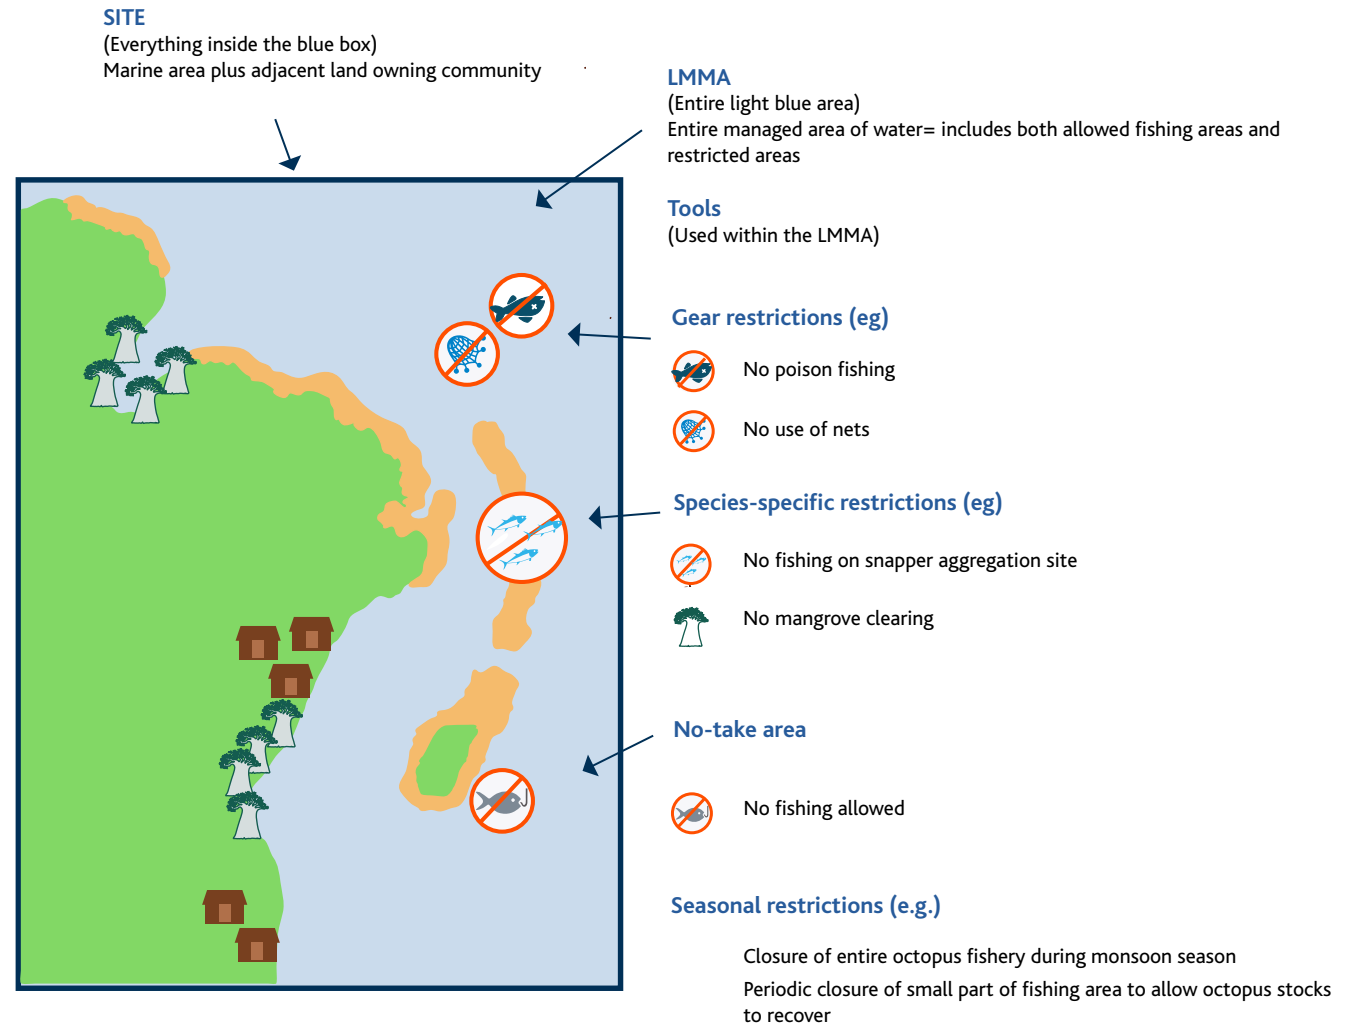 SITE
(Everything inside the blue box)
Marine area plus adjacent land owning community
LMMA
(Entire light blue area)
Entire managed area of water= includes both allowed fishing areas and
restricted areas
Tools
(Used within the LMMA)
Gear restrictions (eg)
No poison fishing
No use of nets
Species-specific restrictions (eg)
No fishing on snapper aggregation site
No mangrove clearing
No-take area
No fishing allowed
Seasonal restrictions (e.g.)
Closure of entire octopus fishery during monsoon season
Periodic closure of small part of fishing area to allow octopus stocks
to recover